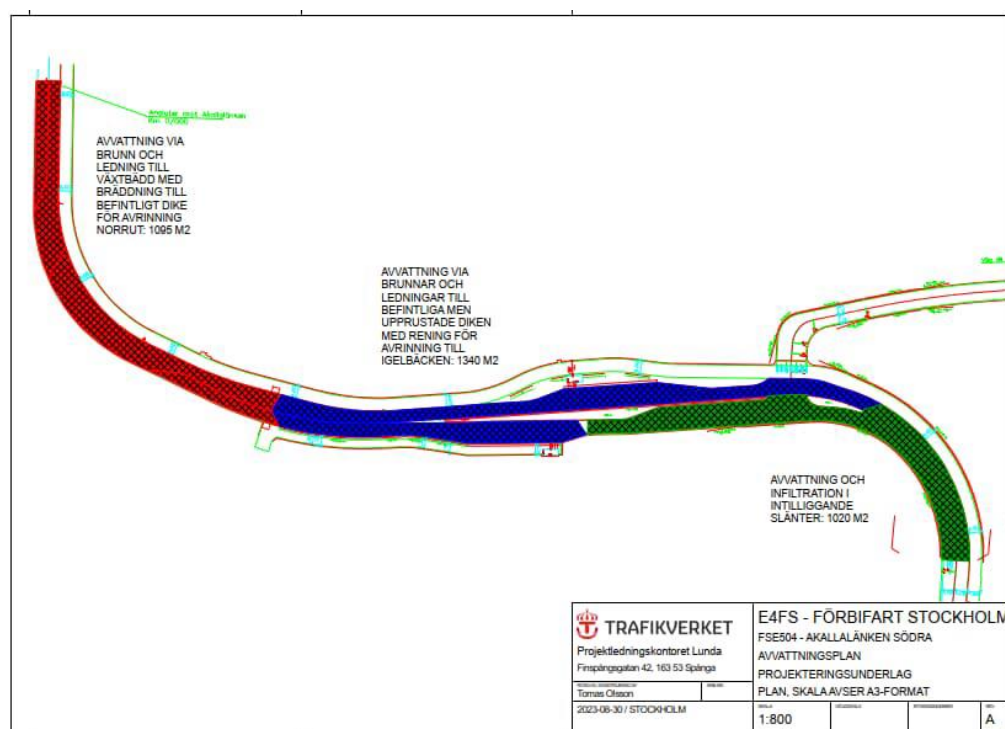 AVVATTNING VIA
BRUNN OCH
LEDNING TILL
VÄXTBÄDD MED
BRÄDDNING TILL
BEFINTLIGT DIKE
FÖR AVRINNING
NORRUT: 1095 M2
AVVATTNING VIA
BRUNNAR OCH
LEDNINGAR TILL
BEFINTLIGA MEN
UPPRUSTADE DIKEN
MED RENING FÖR
AVRINNING TILL
IGELBÄCKEN: 1340 M2
AVVATTNING OCH
INFILTRATION I
INTILLIGGANDE
SLÄNTER: 1020 M2
TRAFIKVERKET
Projektledningskontoret Lunda
Finspångsgatan 42, 163 53 Spånga
Tomas Olsson
2023-06-30 / STOCKHOLM
E4FS - FÖRBIFART STOCKHOLM
FSE504 - AKALLALÄNKEN SÖDRA
AVVATTNINGSPLAN
PROJEKTERINGSUNDERLAG
PLAN, SKALA AVSER A3-FORMAT
1:800
A